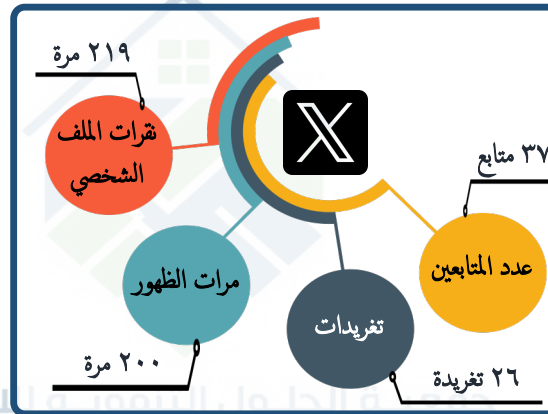 ٢١٩ مرة
نقرات الملف
الشخصي
٣٧ متابع
عدد المتابعين
مرات الظهور
تغريدات
٢٠٠ مرة
٢٦ تغريدة